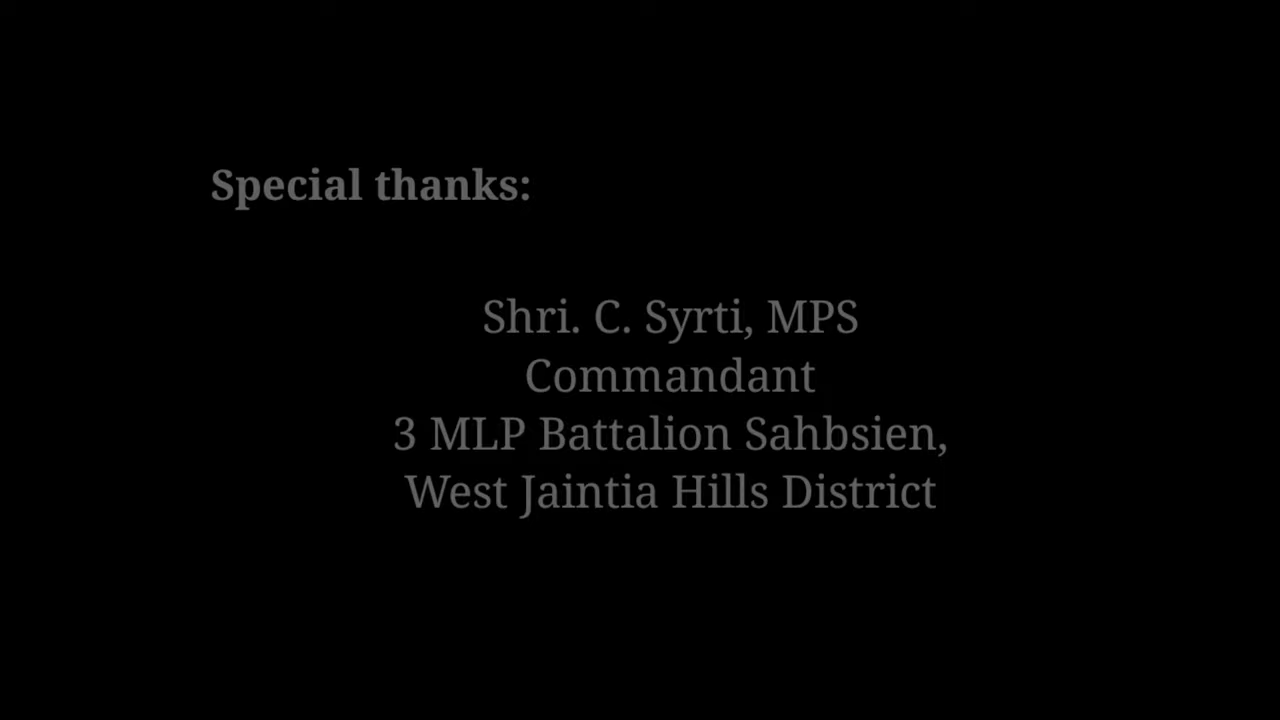 Special thanks:
Shri. C. Syrti, MPS
Commandant
3 MLP Battalion Sahbsien,
West Jaintia Hills District